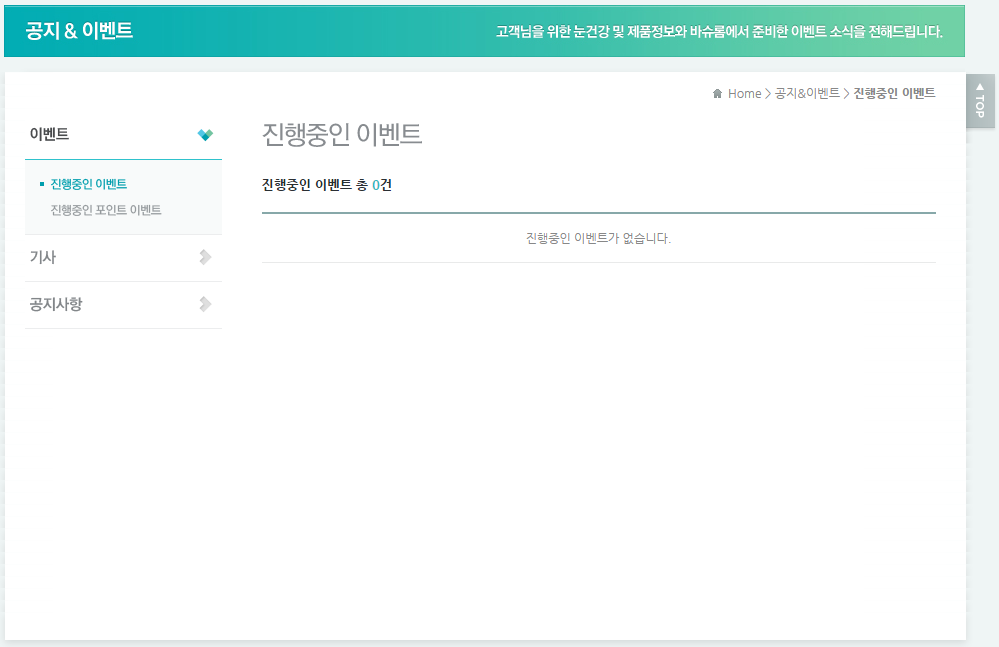 공지 & 이벤트
고객님을 위한 눈건강 및 제품정보와 바슈롬에서 준비한 이벤트 소식을 전해드립니다.
Home > 공지&이벤트 > 진행중인 이벤트
TOP
이벤트
진행중인 이벤트
진행중인 포인트 이벤트
기사
공지사항
진행중인 이벤트
진행중인 이벤트 총 0건
진행중인 이벤트가 없습니다.